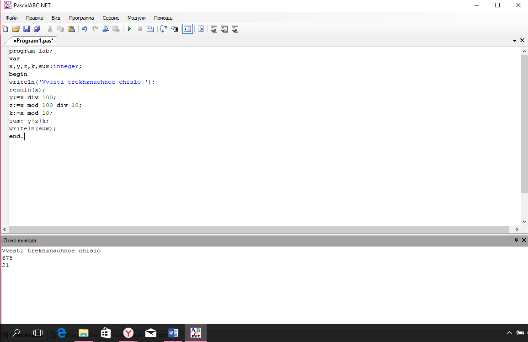 PascalABC.NET
Файл Правка Вид Программа Сервис Модули Помощь
•Program1.pas*
program lab;
var
x,y,z,k,sum:integer;
begin
writeln('Vvesti trekhznachnoe chislo ');
readln(x);
y:=x div 100;
z:=x mod 100 div 10;
k:=x mod 10;
sum:=y+z+k;
writeln(sum);
end.
Окно вывода
Vvesti trekhznachnoe chislo
678
21